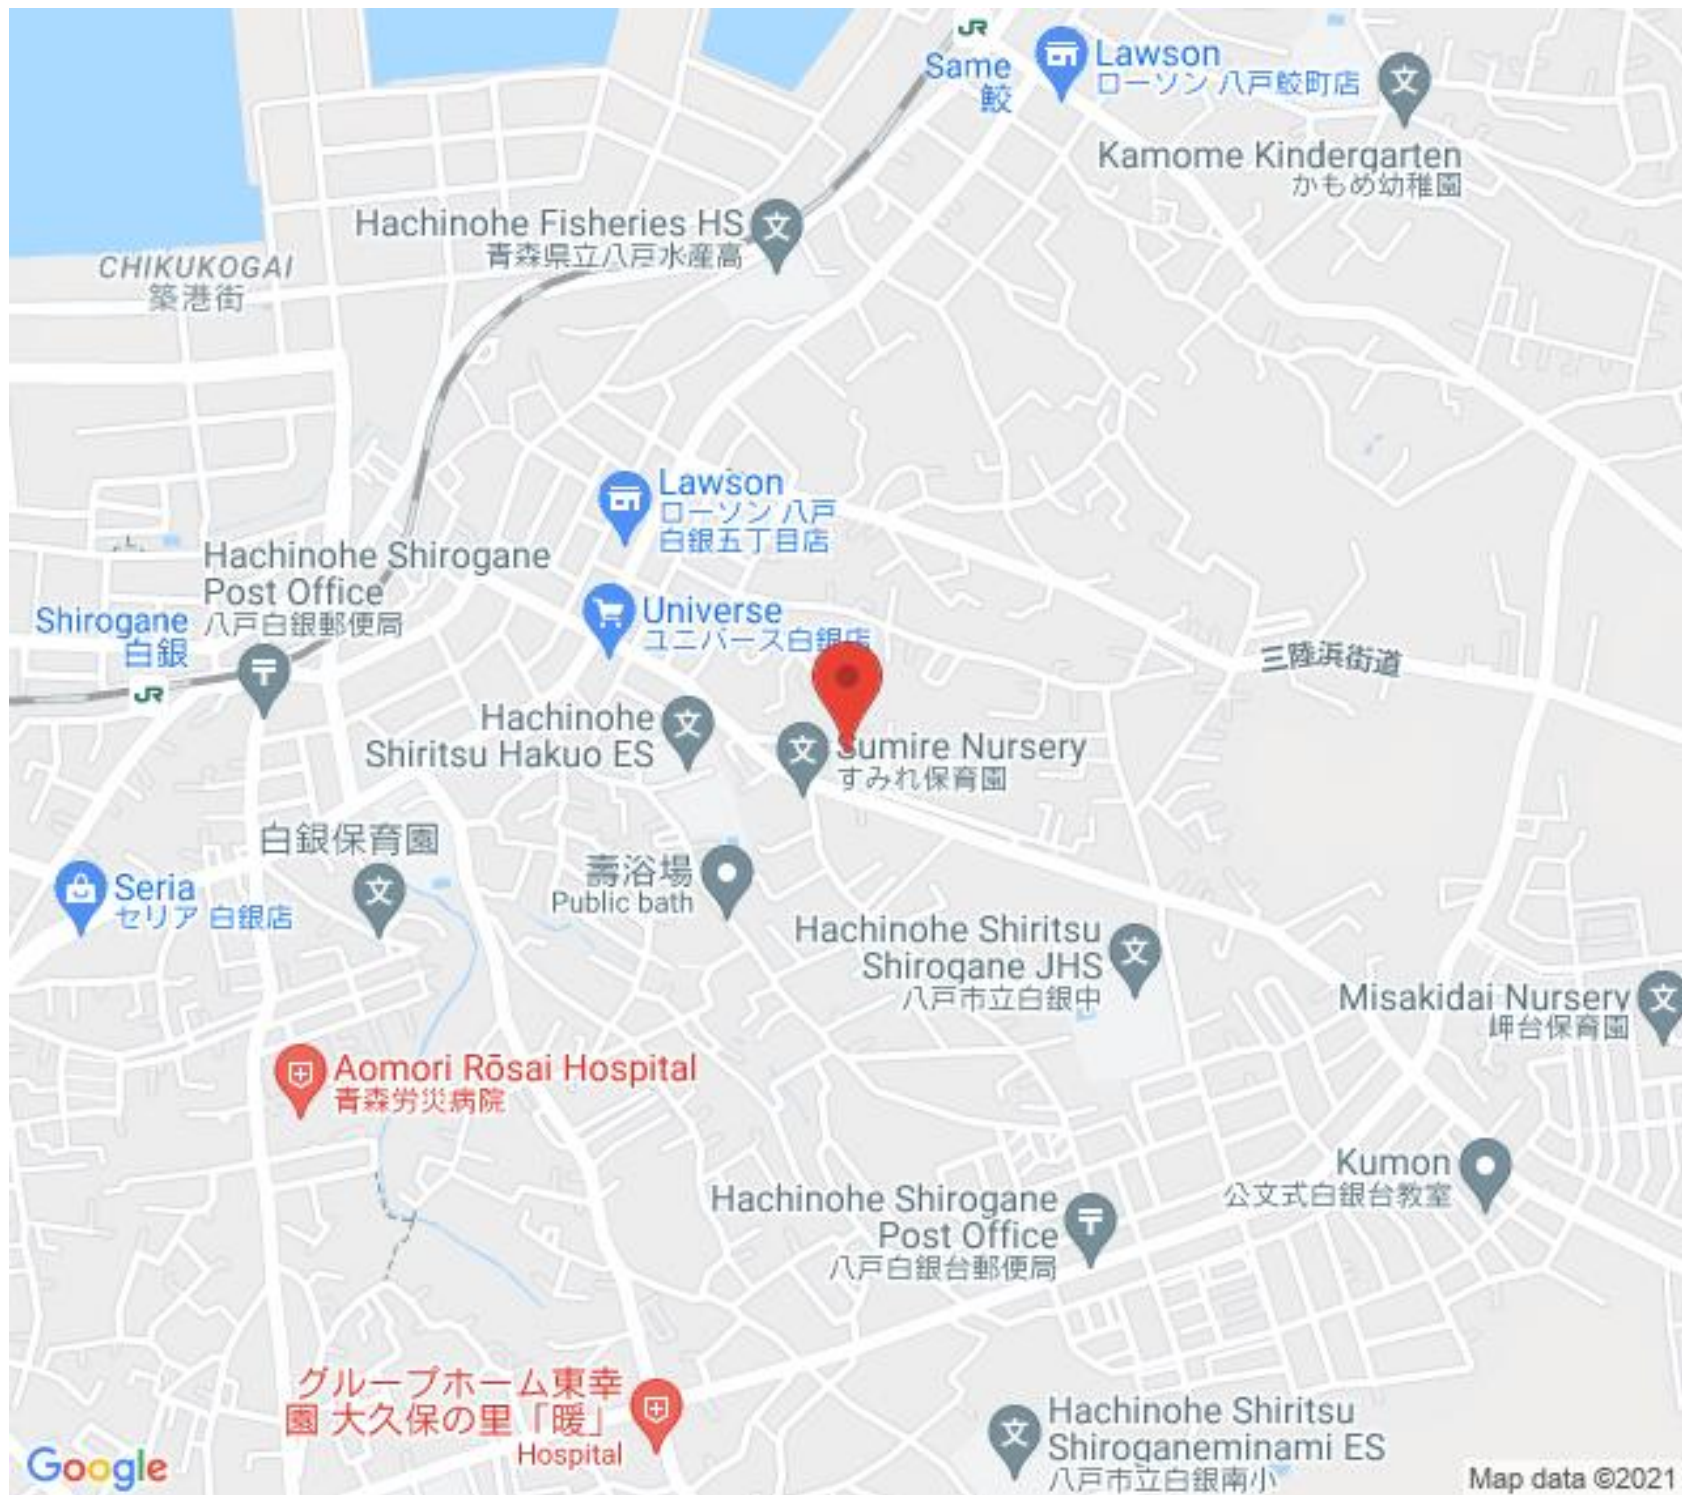 JR
Same
鮫
Lawson
ローソン 八戸鮫町店
Kamome Kindergarten
かもめ幼稚園
Hachinohe Fisheries HS
青森県立八戸水産高
CHIKUKOGAI
築港街
Lawson
ローソン 八戸
白銀五丁目店
Hachinohe Shirogane
Post Office
八戸白銀郵便局
Shirogane
白銀
JR
Universe
ユニバース白銀店
三陸浜街道
Hachinohe
Shiritsu Hakuo ES
Sumire Nursery
すみれ保育園
白銀保育園
Seria
セリア 白銀店
壽浴場
Public bath
Hachinohe Shiritsu
Shirogane JHS
八戸市立白銀中
Misakidai Nursery
岬台保育園
Aomori Rōsai Hospital
青森労災病院
Kumon
公文式白銀台教室
Hachinohe Shirogane
Post Office
八戸白銀台郵便局
グループホーム東幸
園 大久保の里「暖」
Hospital
Hachinohe Shiritsu
Shiroganeminami ES
八戸市立白銀南小
Google
Map data ©2021